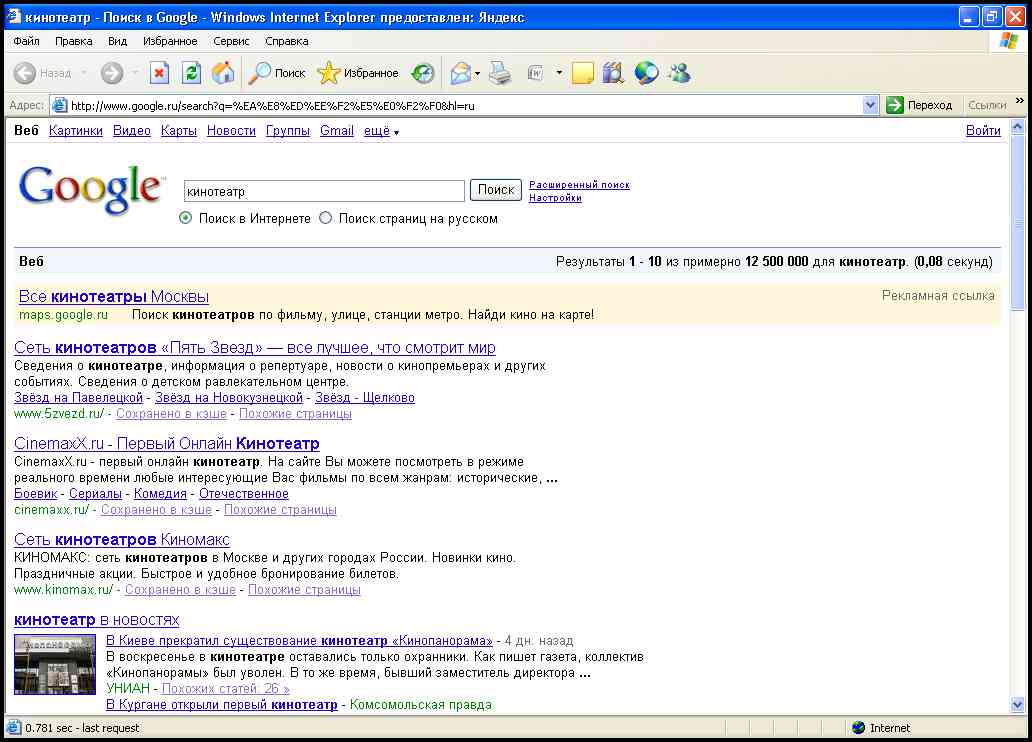 кинотеатр - Поиск в Google - Windows Internet Explorer предоставлен: Яндекс
Файл Правка Вид Избранное Сервис Справка
Назад Поиск Избранное
Адрес: http://www.google.ru/search?q=%EA%E8%ED%EE%F2%E5%E0%F2%F0&hl=ru Переход Ссылки »
Веб Картинки Видео Карты Новости Группы Gmail ещё ▼ Войти
Google™ кинотеатр Поиск Расширенный поиск
Настройки
Поиск в Интернете Поиск страниц на русском
Веб Результаты 1 - 10 из примерно 12 500 000 для кинотеатр. (0,08 секунд)
Все кинотеатры Москвы Рекламная ссылка
maps.google.ru Поиск кинотеатров по фильму, улице, станции метро. Найди кино на карте!
Сеть кинотеатров «Пять Звезд» — все лучшее, что смотрит мир
Сведения о кинотеатре, информация о репертуаре, новости о кинопремьерах и других
событиях. Сведения о детском равлекательном центре.
Звёзд на Павелецкой - Звёзд на Новокузнецкой - Звёзд - Щелково
www.5zvezd.ru/ - Сохранено в кэше - Похожие страницы
CinemaxX.ru - Первый Онлайн Кинотеатр
CinemaxX.ru - первый онлайн кинотеатр. На сайте Вы можете посмотреть в режиме
реального времени любые интересующие Вас фильмы по всем жанрам: исторические, ...
Боевик - Сериалы - Комедия - Отечественное
cinemaxx.ru/ - Сохранено в кэше - Похожие страницы
Сеть кинотеатров Киномакс
КИНОМАКС: сеть кинотеатров в Москве и других городах России. Новинки кино.
Праздничные акции. Быстрое и удобное бронирование билетов.
www.kinomax.ru/ - Сохранено в кэше - Похожие страницы
кинотеатр в новостях
В Киеве прекратил существование кинотеатр «Кинопанорама» - 4 дн. назад
В воскресенье в кинотеатре оставались только охранники. Как пишет газета, коллектив
«Кинопанорамы» был уволен. В то же время, бывший заместитель директора ...
УНИАН - Похожих статей: 26 »
В Кургане открыли первый кинотеатр - Комсомольская правда
0.781 sec - last request Internet